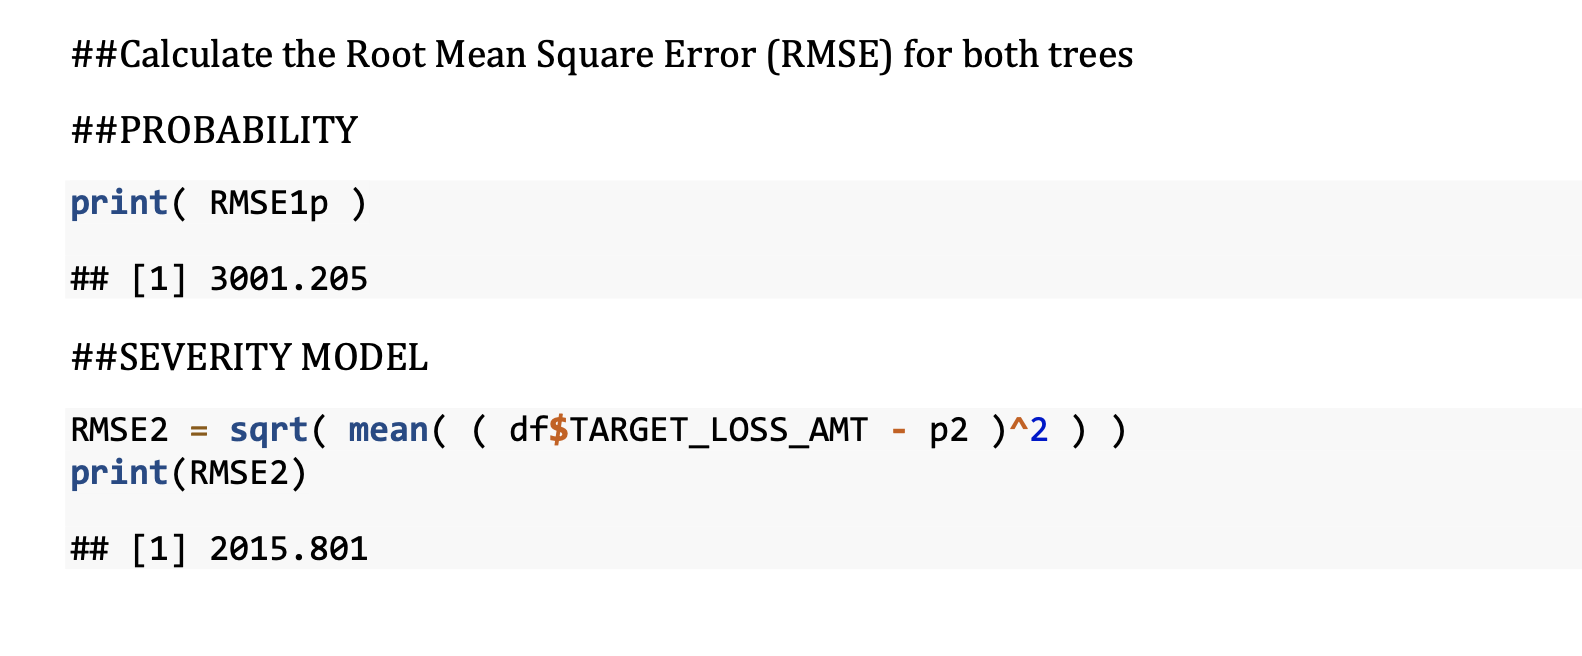 ##Calculate the Root Mean Square Error (RMSE) for both trees
##PROBABILITY
print( RMSE1p )
## [1] 3001.205
##SEVERITY MODEL
RMSE2 = sqrt( mean( ( df$TARGET_LOSS_AMT - p2 )^2 ) )
print(RMSE2)
## [1] 2015.801